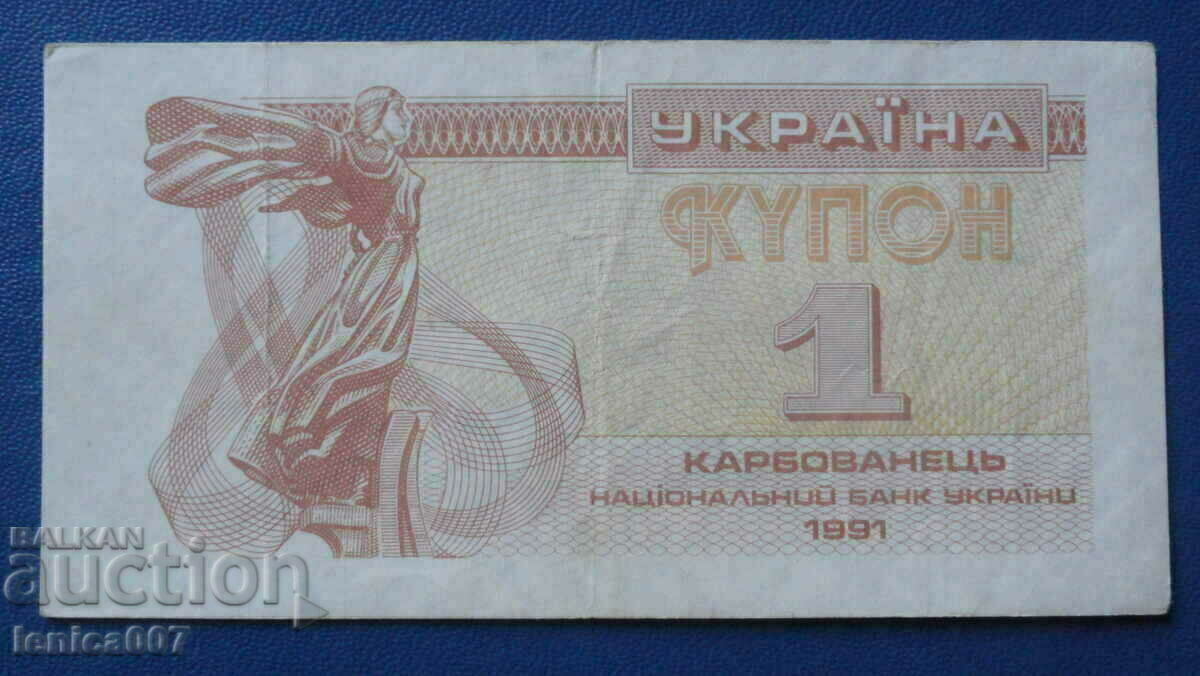 УКРАЇНА
КУПОН
1
КАРБОВАНЕЦЬ
НАЦІОНАЛЬНИЙ БАНК УКРАЇНИ
1991
BALKAN
auction
lenica007